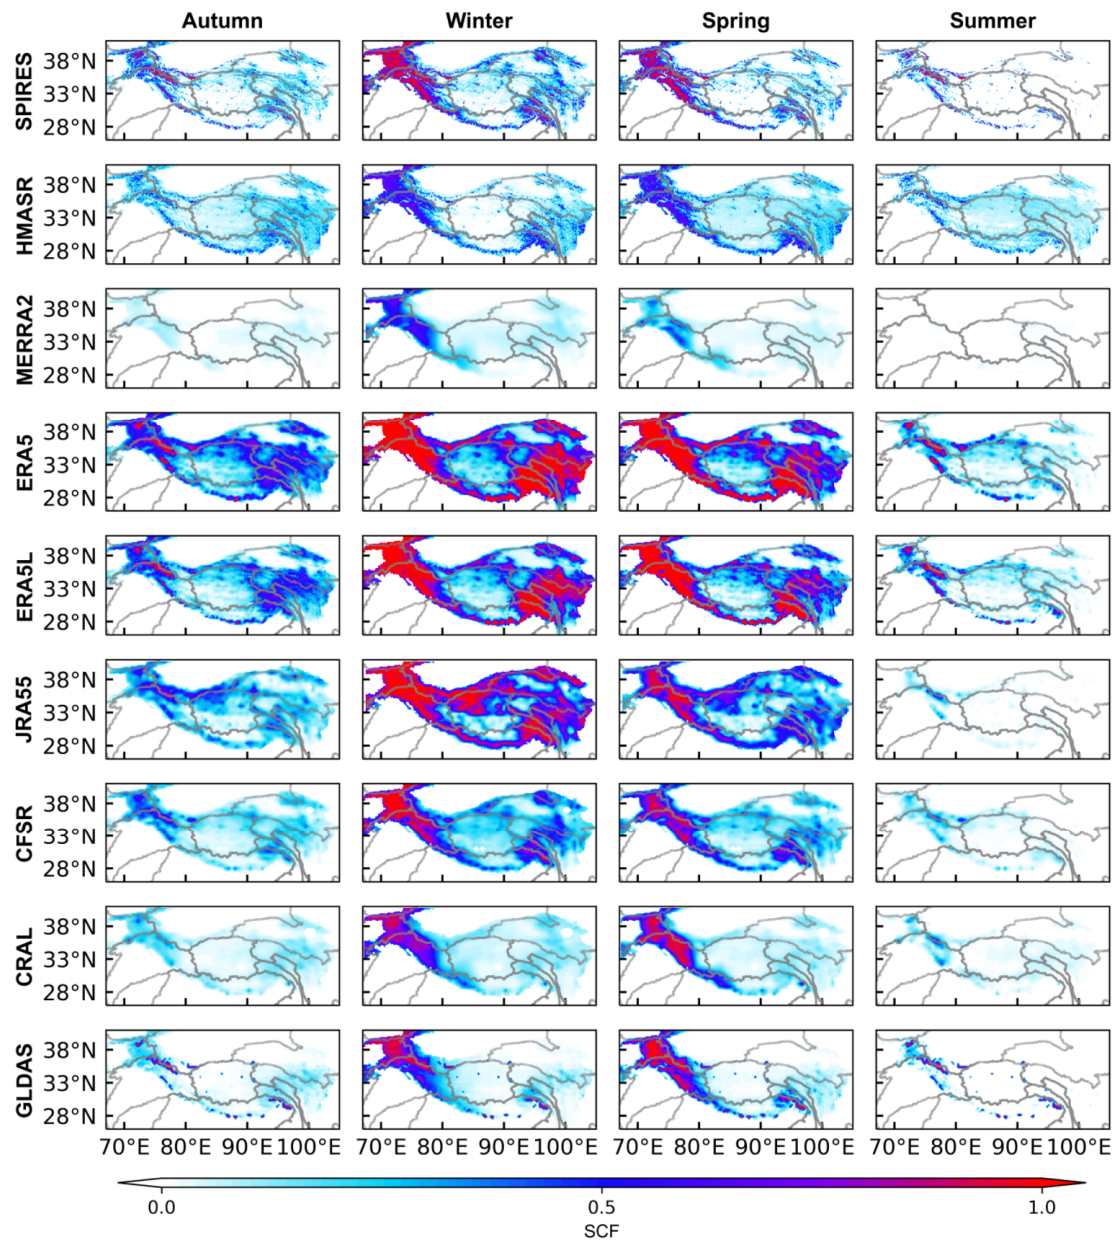 Autumn Winter Spring Summer
SPIRES 38°N 33°N 28°N
HMASR 38°N 33°N 28°N
MERRA2 38°N 33°N 28°N
ERA5 38°N 33°N 28°N
ERA5L 38°N 33°N 28°N
JRA55 38°N 33°N 28°N
CFSR 38°N 33°N 28°N
CRAL 38°N 33°N 28°N
GLDAS 38°N 33°N 28°N
70°E 80°E 90°E 100°E 70°E 80°E 90°E 100°E 70°E 80°E 90°E 100°E 70°E 80°E 90°E 100°E
0.0 0.5 1.0
SCF